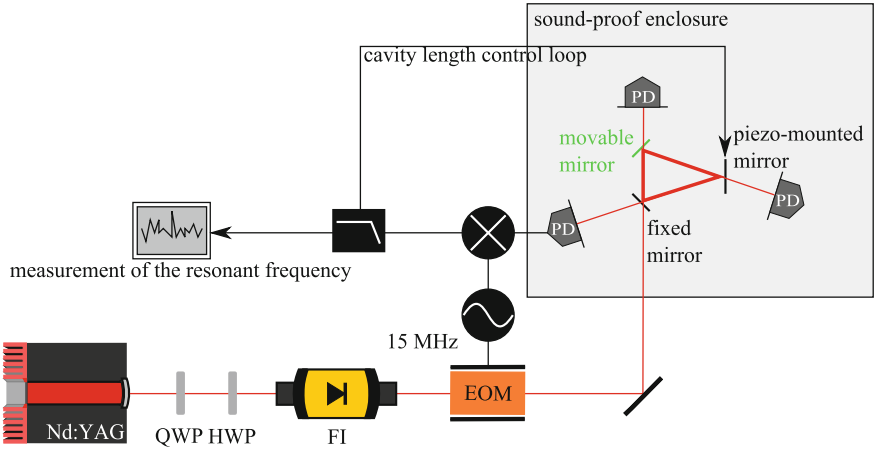 sound-proof enclosure
cavity length control loop
PD
movable
mirror
piezo-mounted
mirror
PD
PD
fixed
mirror
measurement of the resonant frequency
15 MHz
EOM
Nd:YAG
QWP
HWP
FI